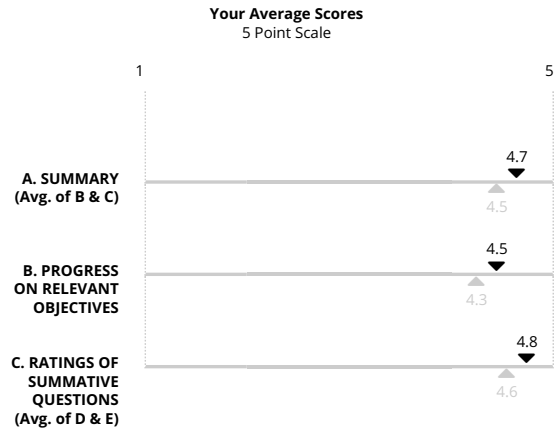 Your Average Scores
5 Point Scale
1 5
4.7
A. SUMMARY
(Avg. of B & C)
4.5
4.5
B. PROGRESS
ON RELEVANT
OBJECTIVES
4.3
4.8
C. RATINGS OF
SUMMATIVE
QUESTIONS
(Avg. of D & E)
4.6